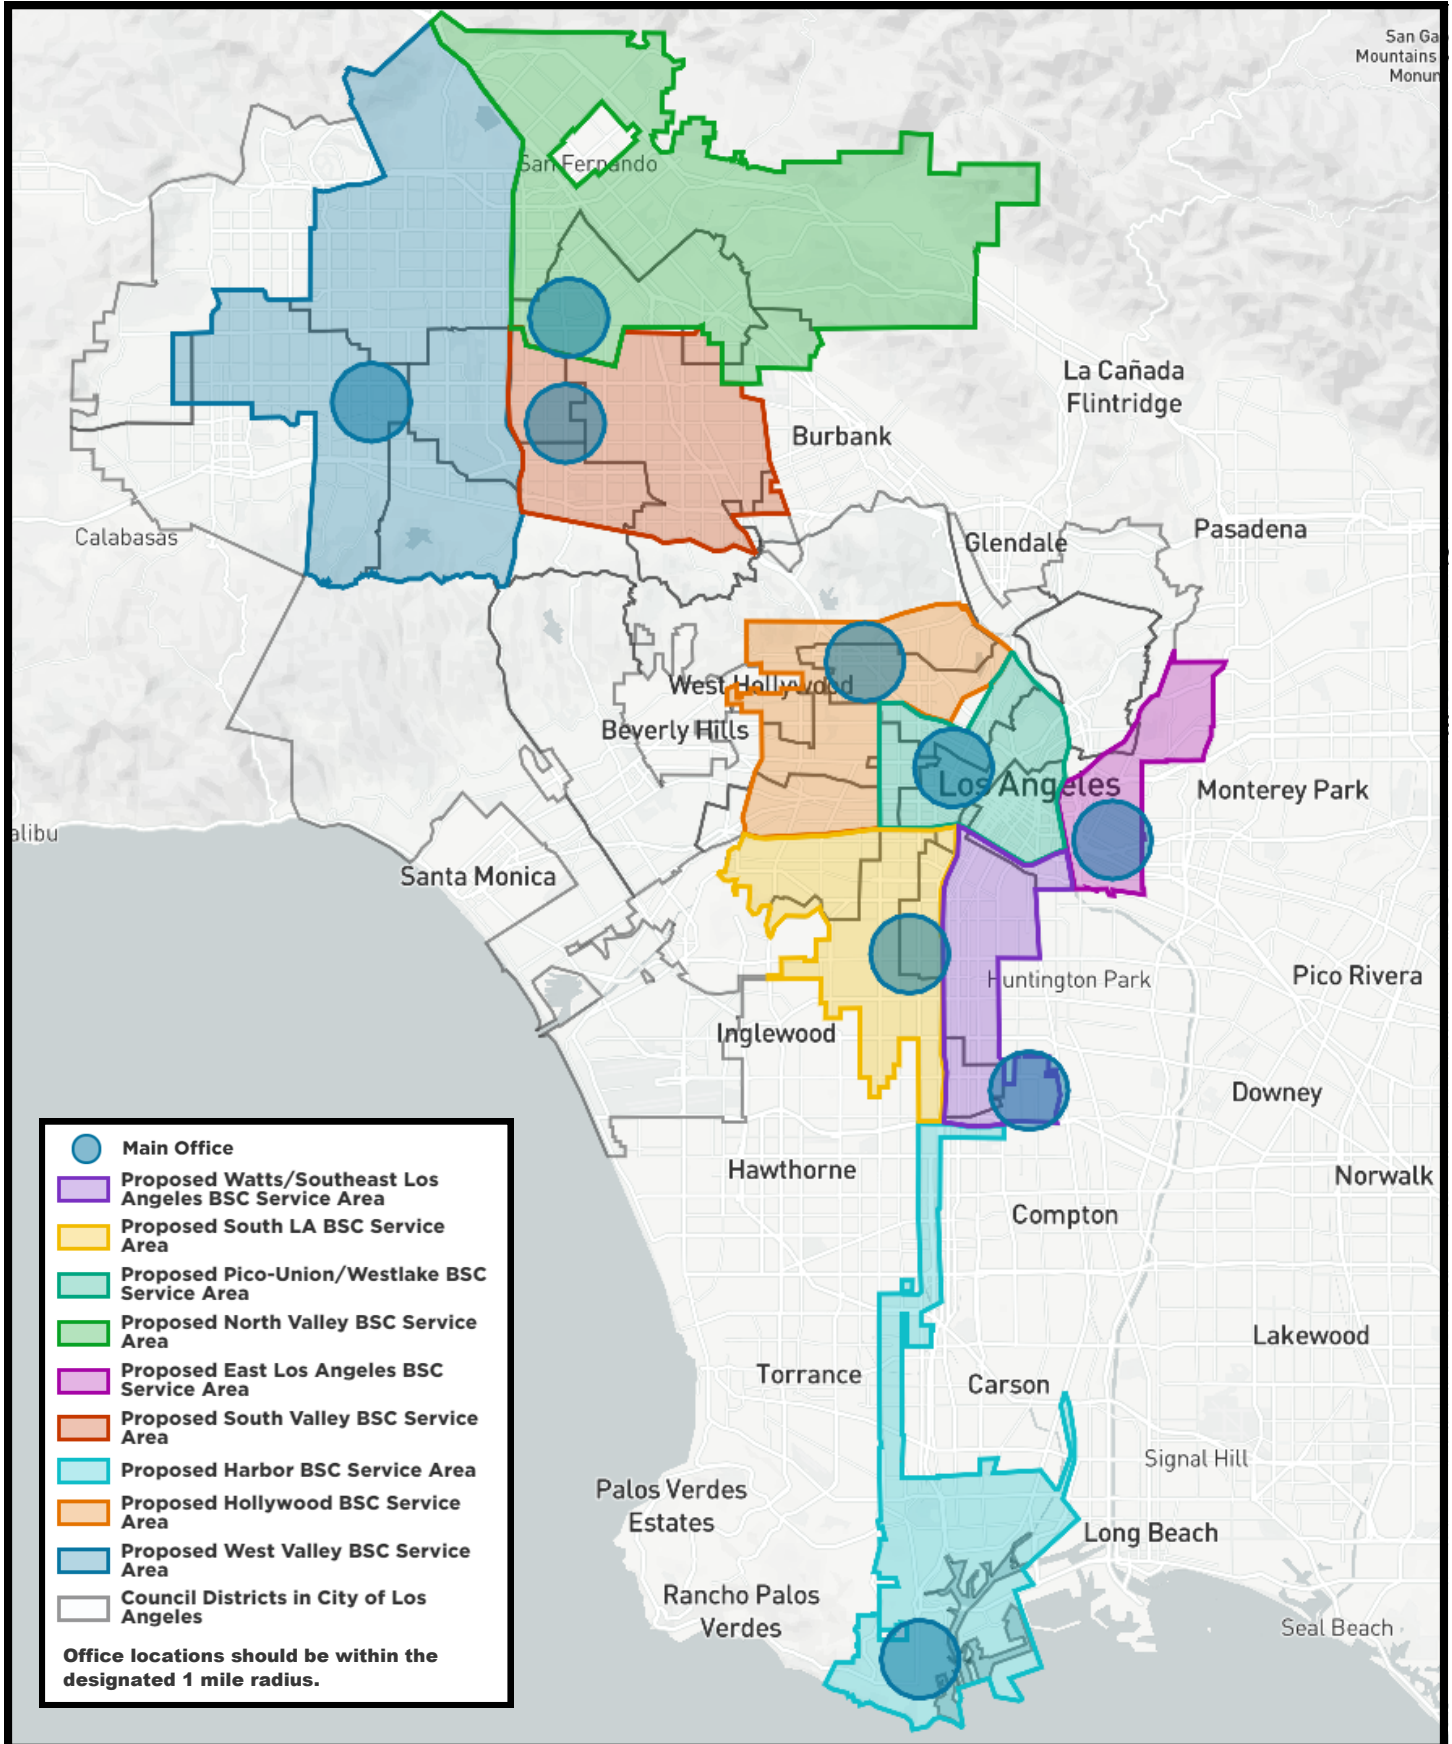 San Ga
Mountains
Monun
San Fernando
La Cañada
Flintridge
Burbank
Calabasas
Glendale
Pasadena
West Hollywood
Beverly Hills
Los Angeles
Monterey Park
alibu
Santa Monica
Huntington Park
Pico Rivera
Inglewood
Downey
Hawthorne
Norwalk
Compton
Lakewood
Torrance
Carson
Signal Hill
Palos Verdes
Estates
Long Beach
Rancho Palos
Verdes
Seal Beach
Main Office
Proposed Watts/Southeast Los
Angeles BSC Service Area
Proposed South LA BSC Service
Area
Proposed Pico-Union/Westlake BSC
Service Area
Proposed North Valley BSC Service
Area
Proposed East Los Angeles BSC
Service Area
Proposed South Valley BSC Service
Area
Proposed Harbor BSC Service Area
Proposed Hollywood BSC Service
Area
Proposed West Valley BSC Service
Area
Council Districts in City of Los
Angeles
Office locations should be within the
designated 1 mile radius.